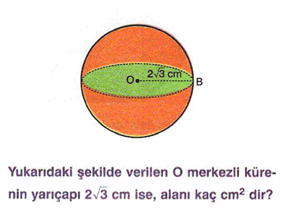 O
2√3 cm
B
Yukarıdaki şekilde verilen O merkezli küre-
nin yarıçapı 2√3 cm ise, alanı kaç cm² dir?